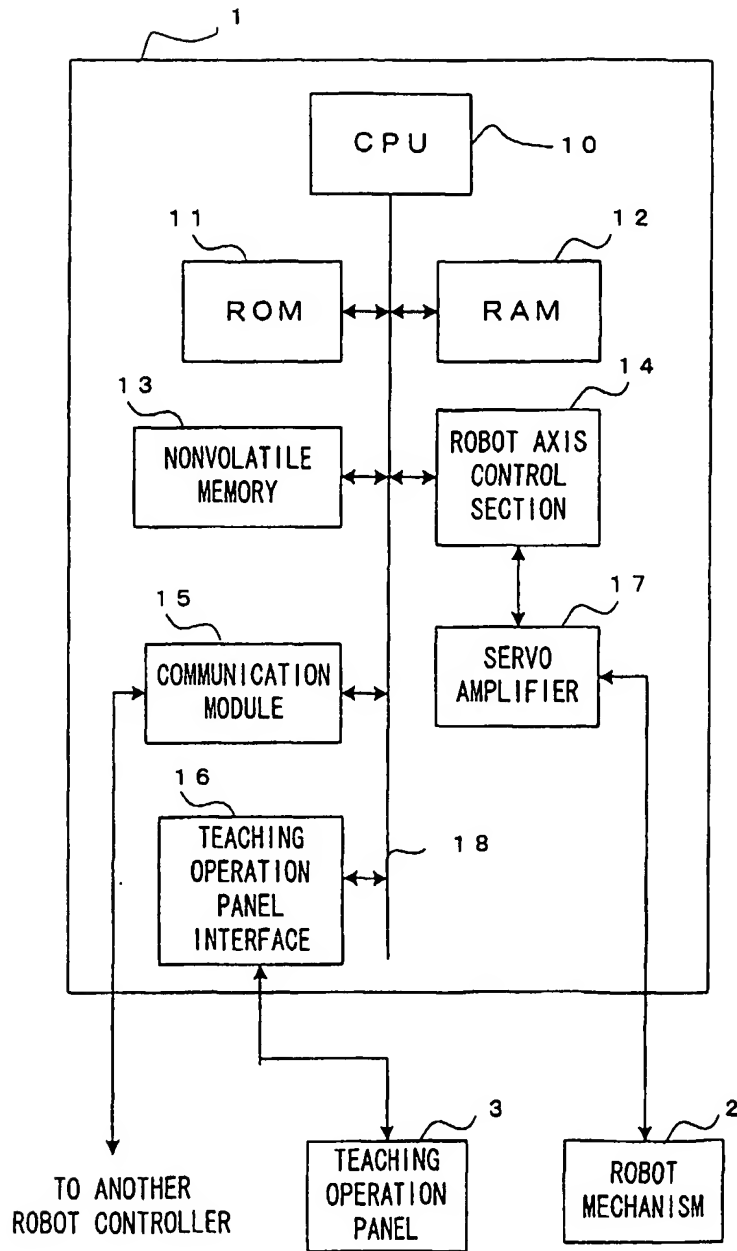 1
CPU
10
11
12
ROM
RAM
13
14
NONVOLATILE
MEMORY
ROBOT AXIS
CONTROL
SECTION
15
17
COMMUNICATION
MODULE
SERVO
AMPLIFIER
16
18
TEACHING
OPERATION
PANEL
INTERFACE
3
2
TO ANOTHER
ROBOT CONTROLLER
TEACHING
OPERATION
PANEL
ROBOT
MECHANISM